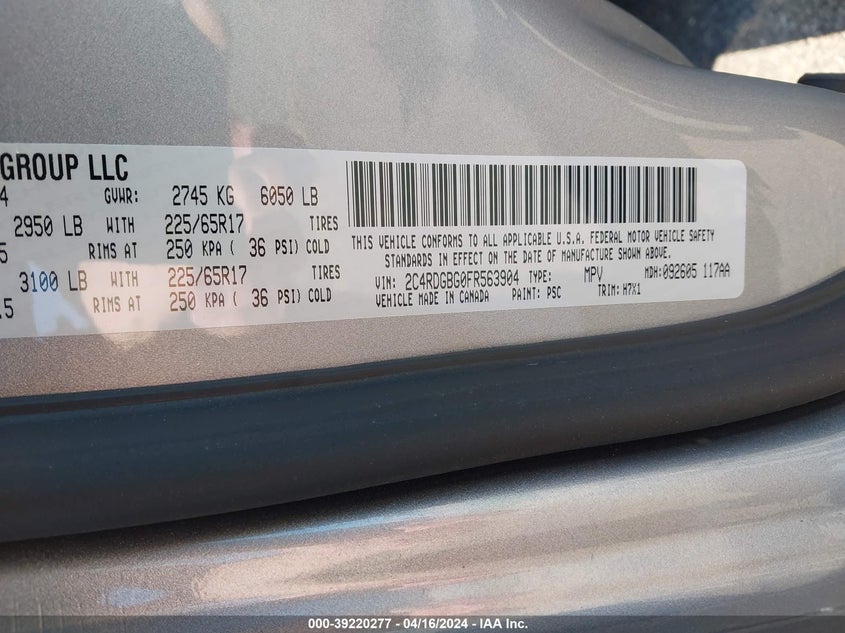 GROUP LLC
4 GVWR: 2745 KG 6050 LB
2950 LB WITH 225/65R17 TIRES
5 RIMS AT 250 KPA ( 36 PSI) COLD
3100 LB WITH 225/65R17 TIRES
.5 RIMS AT 250 KPA ( 36 PSI) COLD
THIS VEHICLE CONFORMS TO ALL APPLICABLE U.S.A. FEDERAL MOTOR VEHICLE SAFETY
STANDARDS IN EFFECT ON THE DATE OF MANUFACTURE SHOWN ABOVE.
VIN: 2C4RDGBG0FR563904 TYPE: MPV MDH:092605 117AA
VEHICLE MADE IN CANADA PAINT: PSC TRIM: H7X1
000-39220277 - 04/16/2024 - IAA Inc.